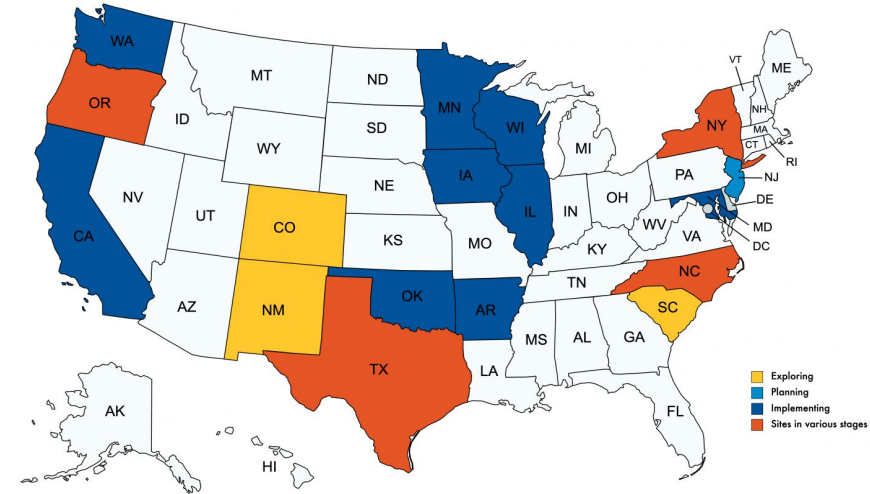 WA
OR
CA
ID
NV
MT
WY
UT
AZ
CO
NM
ND
SD
NE
KS
OK
TX
MN
IA
MO
AR
LA
WI
IL
MI
IN
OH
KY
TN
MS
AL
GA
FL
SC
NC
VA
WV
PA
NY
VT
NH
ME
MA
CT
RI
NJ
DE
MD
DC
AK
HI
Exploring
Planning
Implementing
Sites in various stages